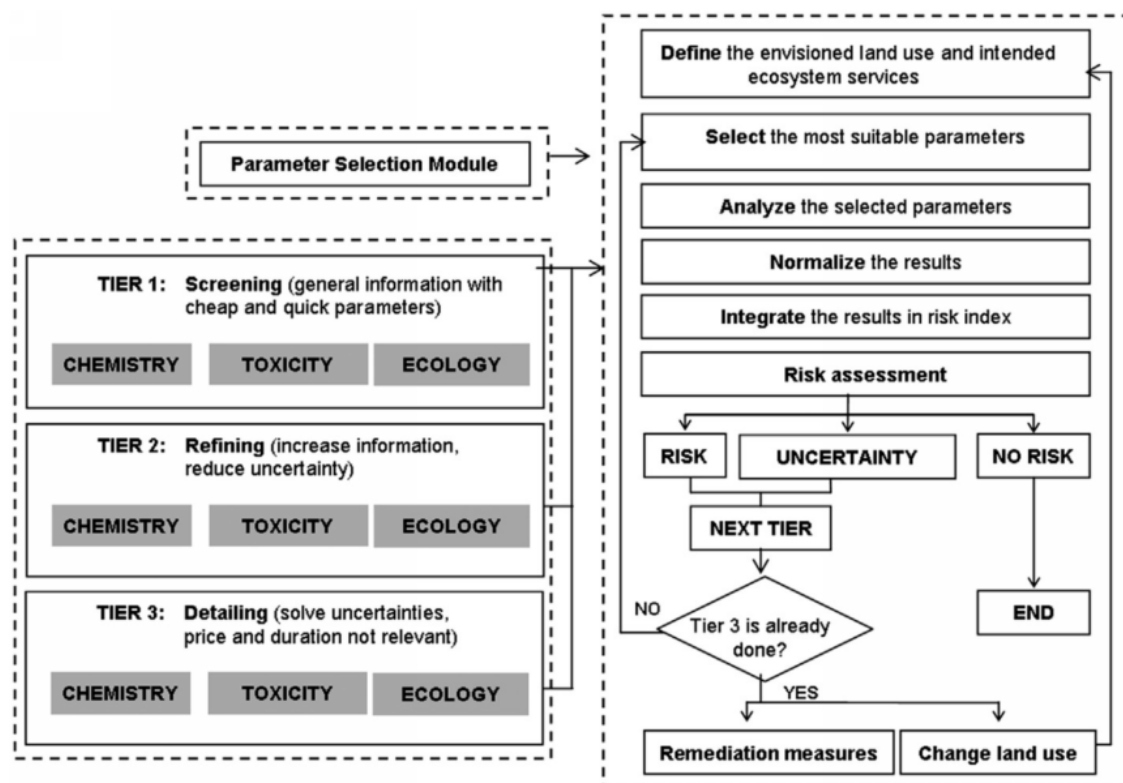 Parameter Selection Module
TIER 1: Screening (general information with
cheap and quick parameters)
CHEMISTRY TOXICITY ECOLOGY
TIER 2: Refining (increase information,
reduce uncertainty)
CHEMISTRY TOXICITY ECOLOGY
TIER 3: Detailing (solve uncertainties,
price and duration not relevant)
CHEMISTRY TOXICITY ECOLOGY
Define the envisioned land use and intended
ecosystem services
Select the most suitable parameters
Analyze the selected parameters
Normalize the results
Integrate the results in risk index
Risk assessment
RISK UNCERTAINTY NO RISK
NEXT TIER
NO
Tier 3 is already
done?
END
YES
Remediation measures Change land use